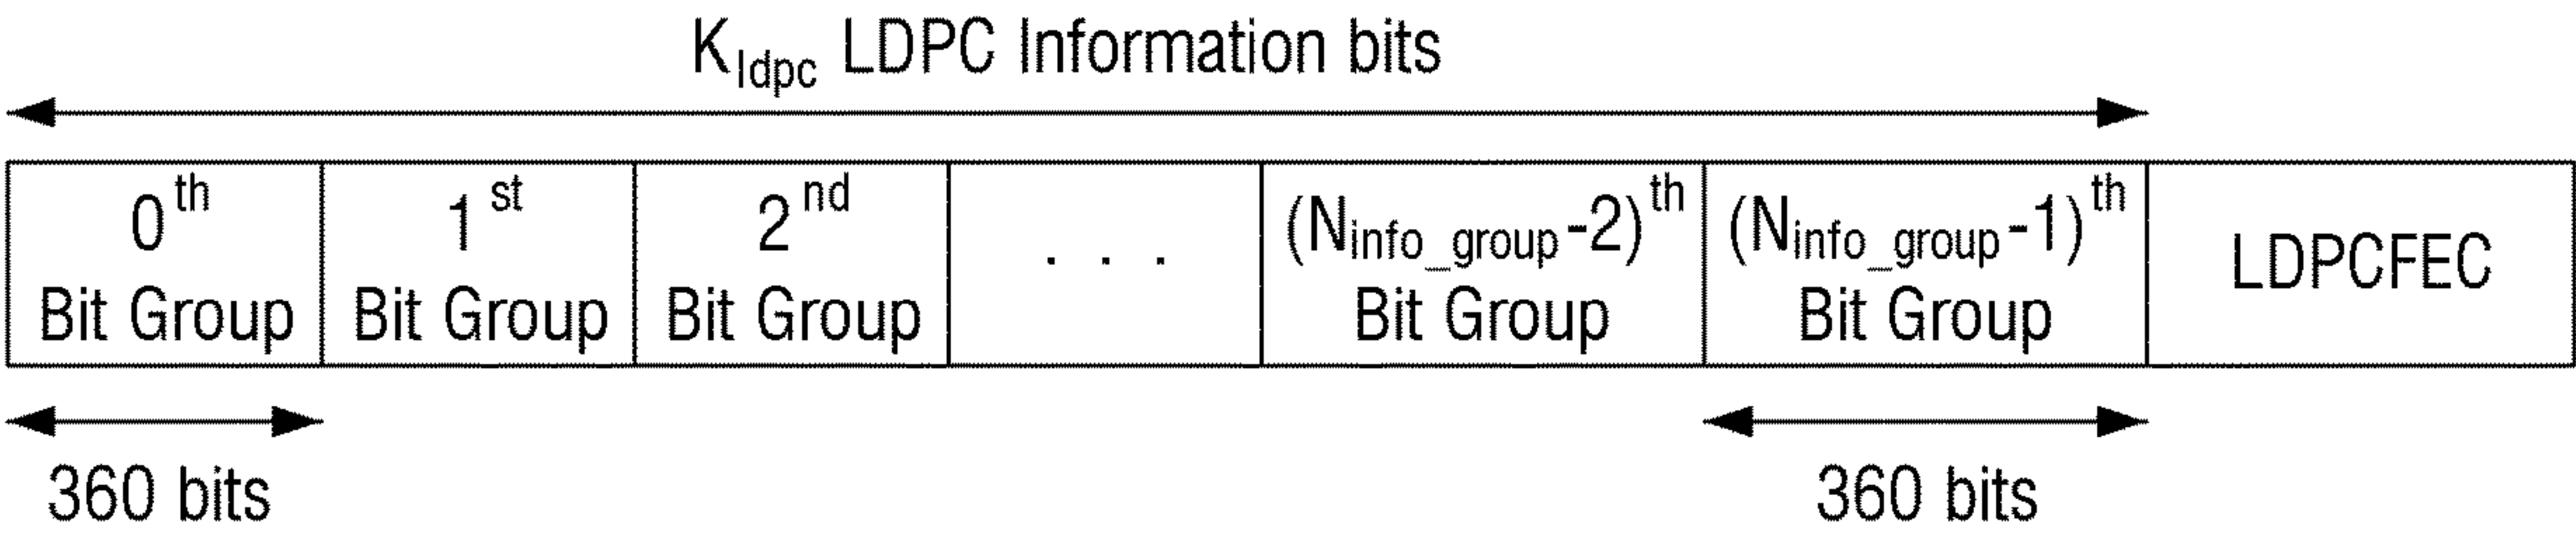 K_ldpc LDPC Information bits
0th Bit Group
1st Bit Group
2nd Bit Group
. . .
(N_info_group-2)th Bit Group
(N_info_group-1)th Bit Group
LDPCFEC
360 bits
360 bits